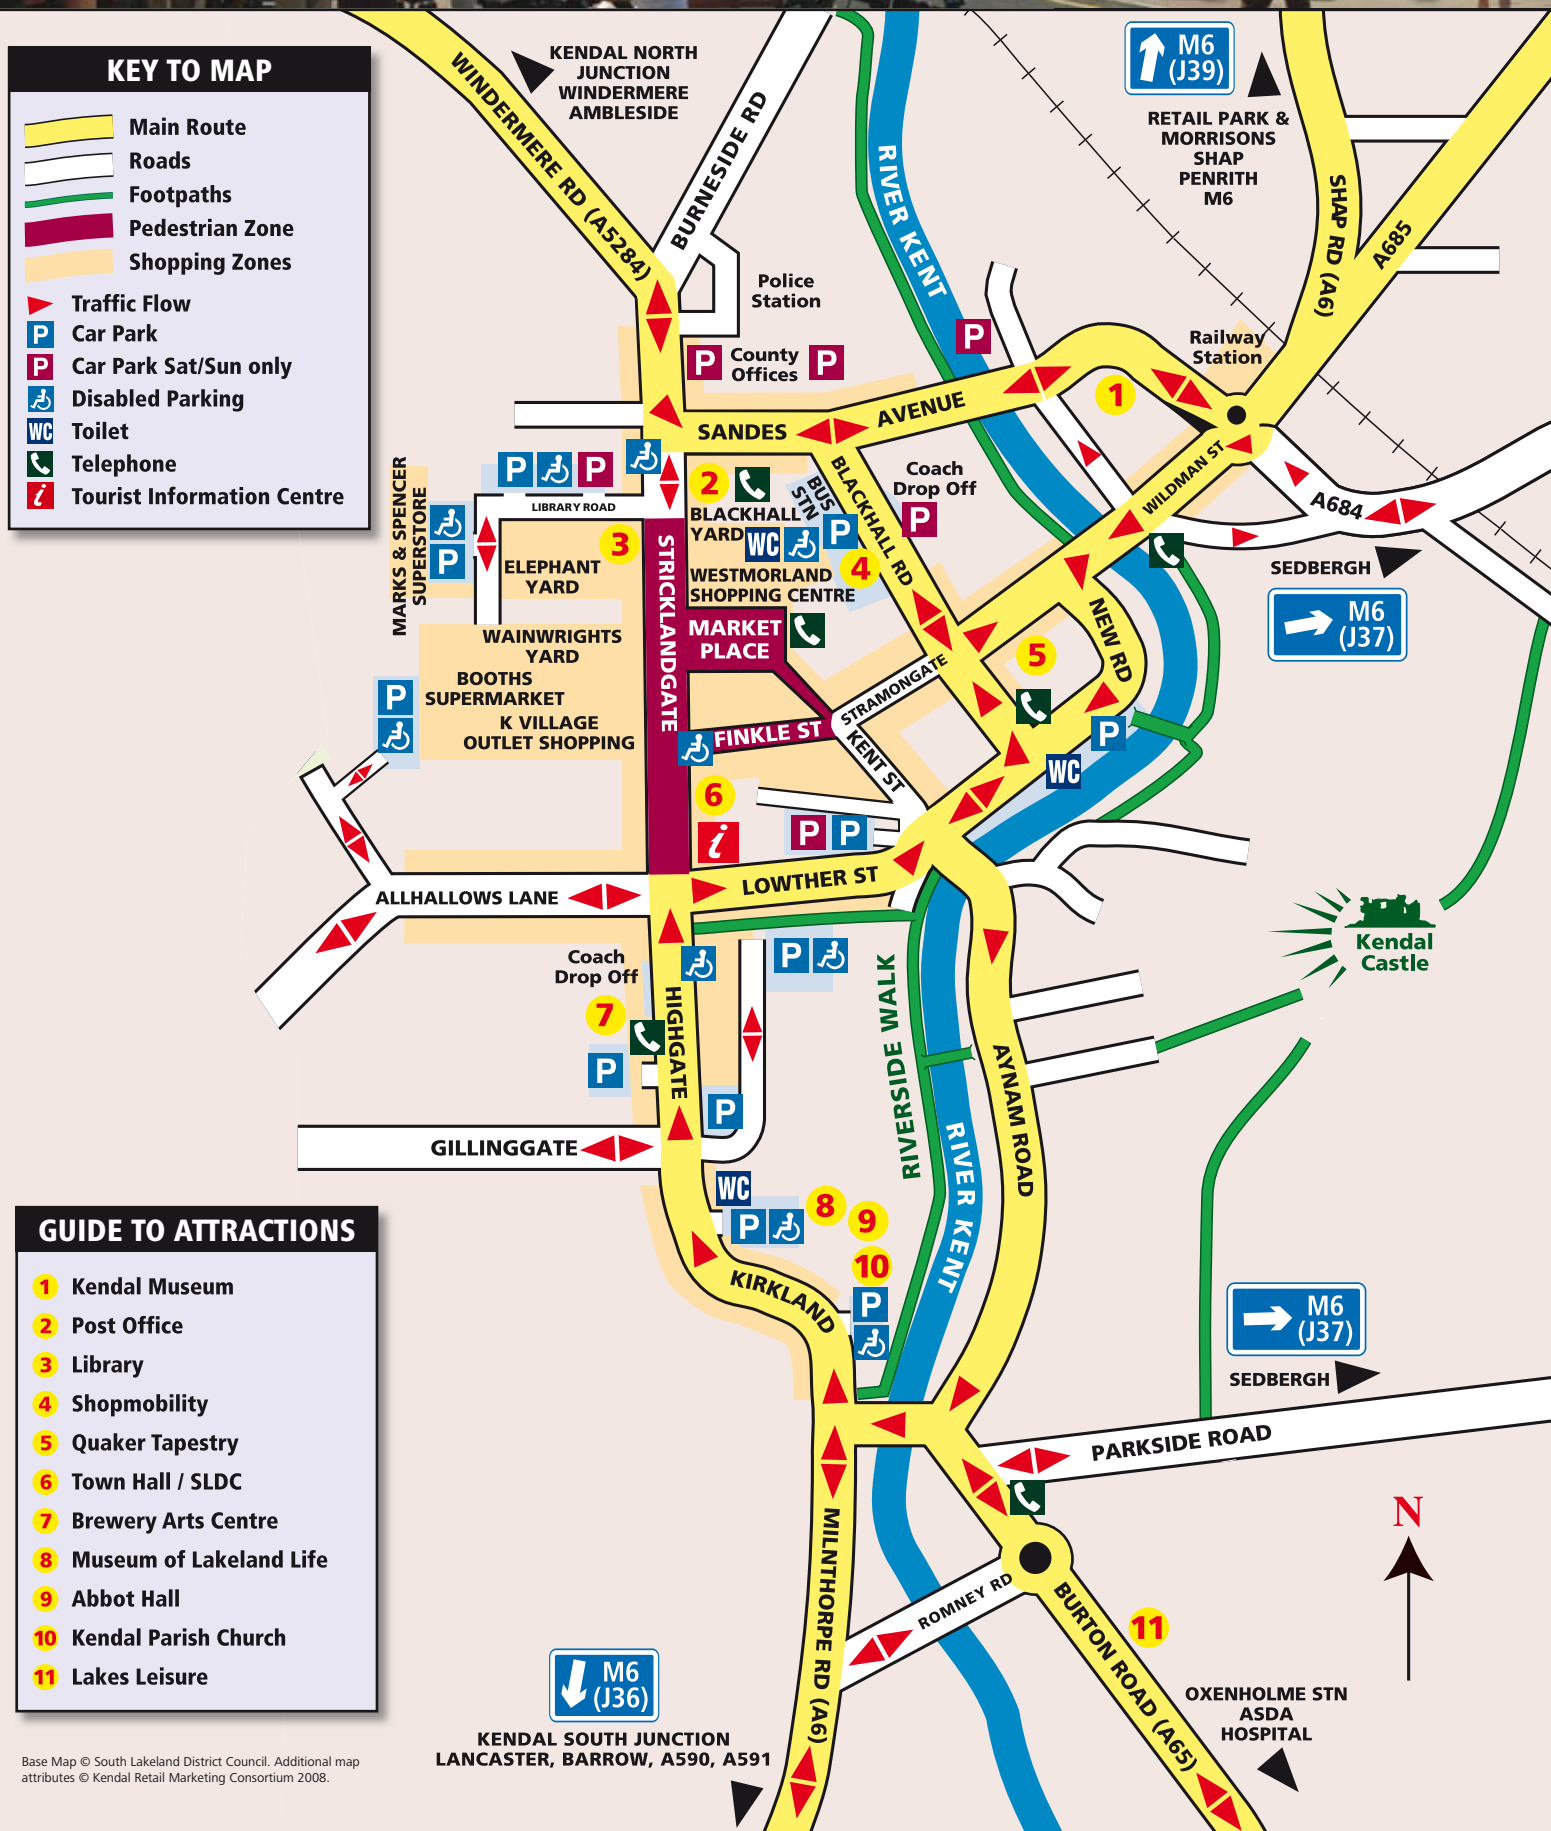 KEY TO MAP
Main Route
Roads
Footpaths
Pedestrian Zone
Shopping Zones
Traffic Flow
P Car Park
P Car Park Sat/Sun only
Disabled Parking
WC Toilet
Telephone
i Tourist Information Centre
KENDAL NORTH
JUNCTION
WINDERMERE
AMBLESIDE
WINDERMERE RD (A5284)
BURNESIDE RD
RIVER KENT
M6
(J39)
RETAIL PARK &
MORRISONS
SHAP
PENRITH
M6
SHAP RD (A6)
A685
Police
Station
P
County
Offices
P
P
Railway
Station
1
SANDES
AVENUE
P
P
2
BLACKHALL
YARD
WC
P
BUS
STN
BLACKHALL RD
Coach
Drop Off
P
WILDMAN ST
A684
SEDBERGH
M6
(J37)
LIBRARY ROAD
MARKS & SPENCER
SUPERSTORE
P
3
ELEPHANT
YARD
STRICKLANDGATE
WESTMORLAND
SHOPPING CENTRE
4
MARKET
PLACE
WAINWRIGHTS
YARD
BOOTHS
SUPERMARKET
K VILLAGE
OUTLET SHOPPING
P
STRAMONGATE
5
NEW RD
P
WC
FINKLE ST
KENT ST
6
i
P
P
LOWTHER ST
ALLHALLOWS LANE
Coach
Drop Off
7
P
HIGHGATE
P
P
GILLINGGATE
RIVERSIDE WALK
RIVER KENT
AYNAM ROAD
Kendal
Castle
WC
P
8
9
10
P
KIRKLAND
M6
(J37)
SEDBERGH
PARKSIDE ROAD
GUIDE TO ATTRACTIONS
1 Kendal Museum
2 Post Office
3 Library
4 Shopmobility
5 Quaker Tapestry
6 Town Hall / SLDC
7 Brewery Arts Centre
8 Museum of Lakeland Life
9 Abbot Hall
10 Kendal Parish Church
11 Lakes Leisure
MILNTHORPE RD (A6)
ROMNEY RD
BURTON ROAD (A65)
11
N
M6
(J36)
KENDAL SOUTH JUNCTION
LANCASTER, BARROW, A590, A591
OXENHOLME STN
ASDA
HOSPITAL
Base Map © South Lakeland District Council. Additional map
attributes © Kendal Retail Marketing Consortium 2008.